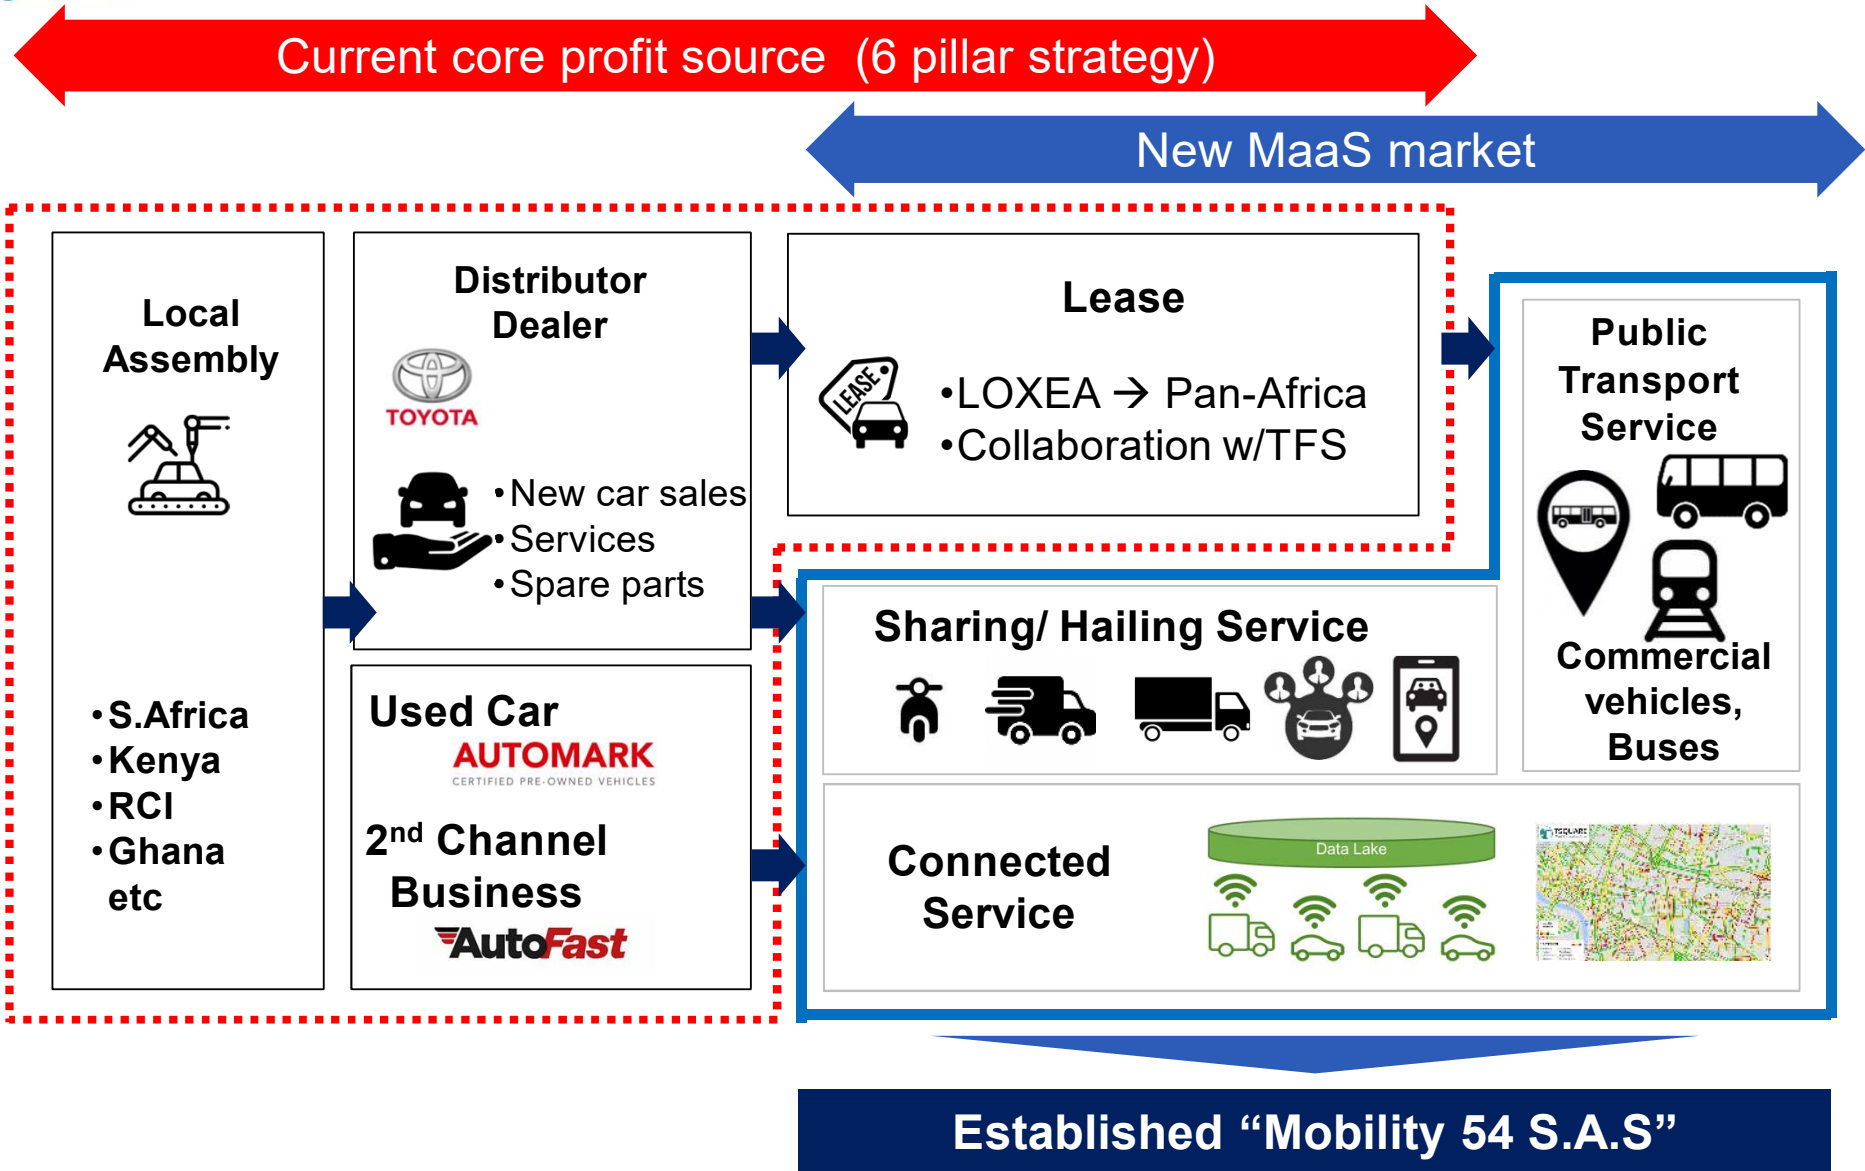 Current core profit source (6 pillar strategy)
New MaaS market
Local
Assembly
•S.Africa
•Kenya
•RCI
•Ghana
etc
Distributor
Dealer
TOYOTA
•New car sales
•Services
•Spare parts
Used Car
AUTOMARK
CERTIFIED PRE-OWNED VEHICLES
2nd Channel
Business
AutoFast
Lease
LEASE
•LOXEA → Pan-Africa
•Collaboration w/TFS
Public
Transport
Service
Commercial
vehicles,
Buses
Sharing/ Hailing Service
Connected
Service
Data Lake
TSQUARE
Established “Mobility 54 S.A.S”